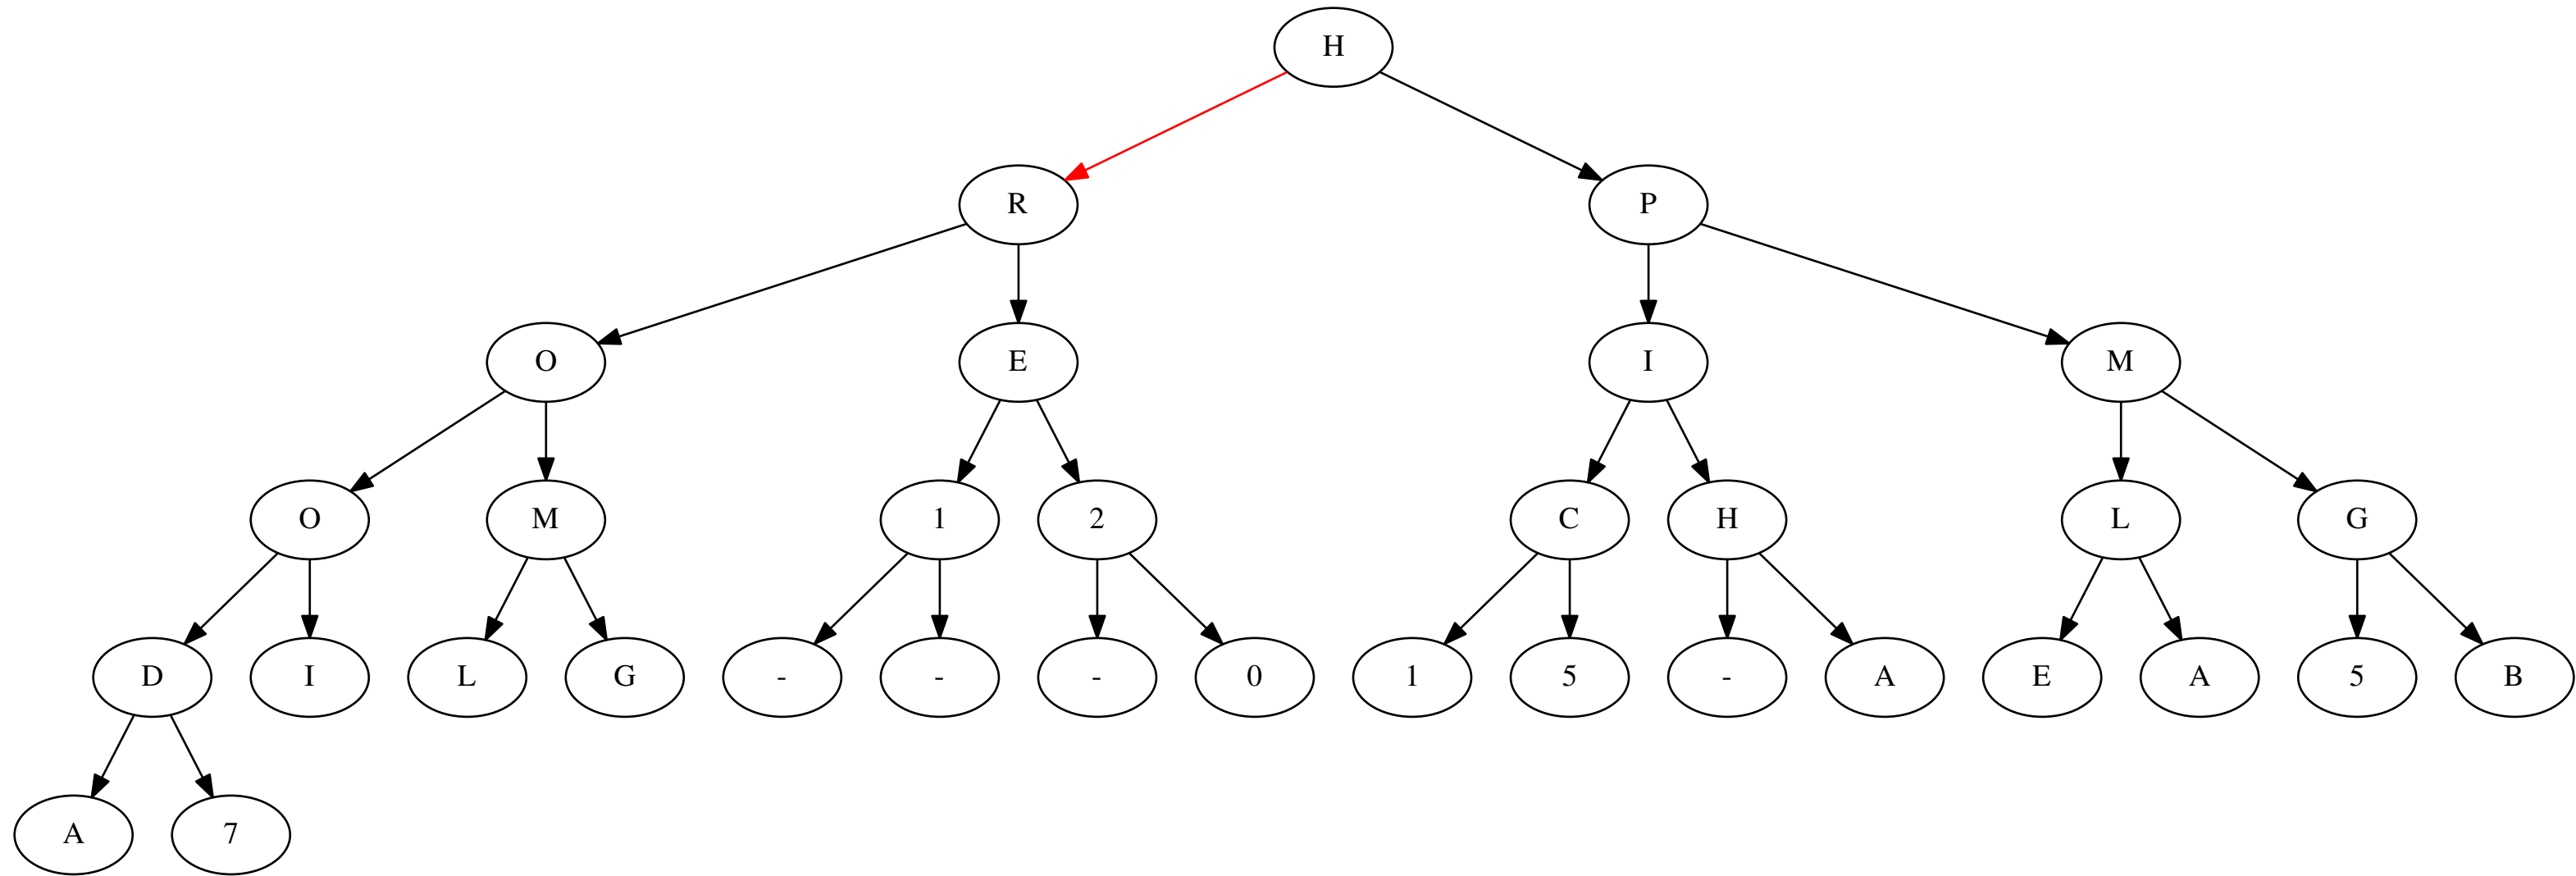 H
R P
O E I M
O M 1 2 C H L G
D I L G - - - 0 1 5 - A E A 5 B
A 7